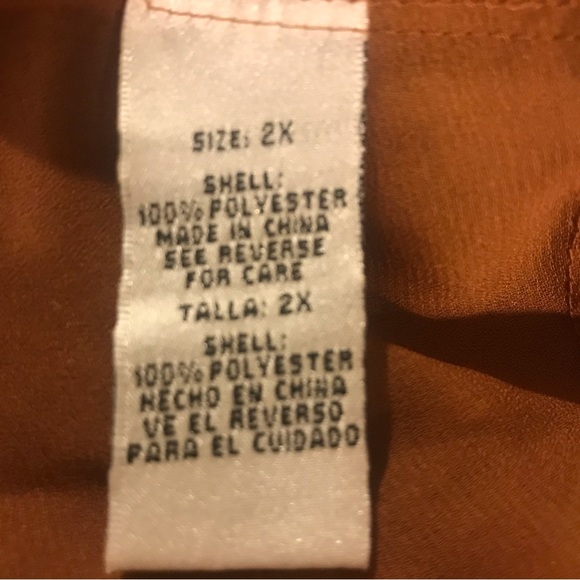 SIZE: 2X
SHELL:
100% POLYESTER
MADE IN CHINA
SEE REVERSE
FOR CARE
TALLA: 2X
SHELL:
100% POLYESTER
HECHO EN CHINA
VE EL REVERSO
PARA EL CUIDADO